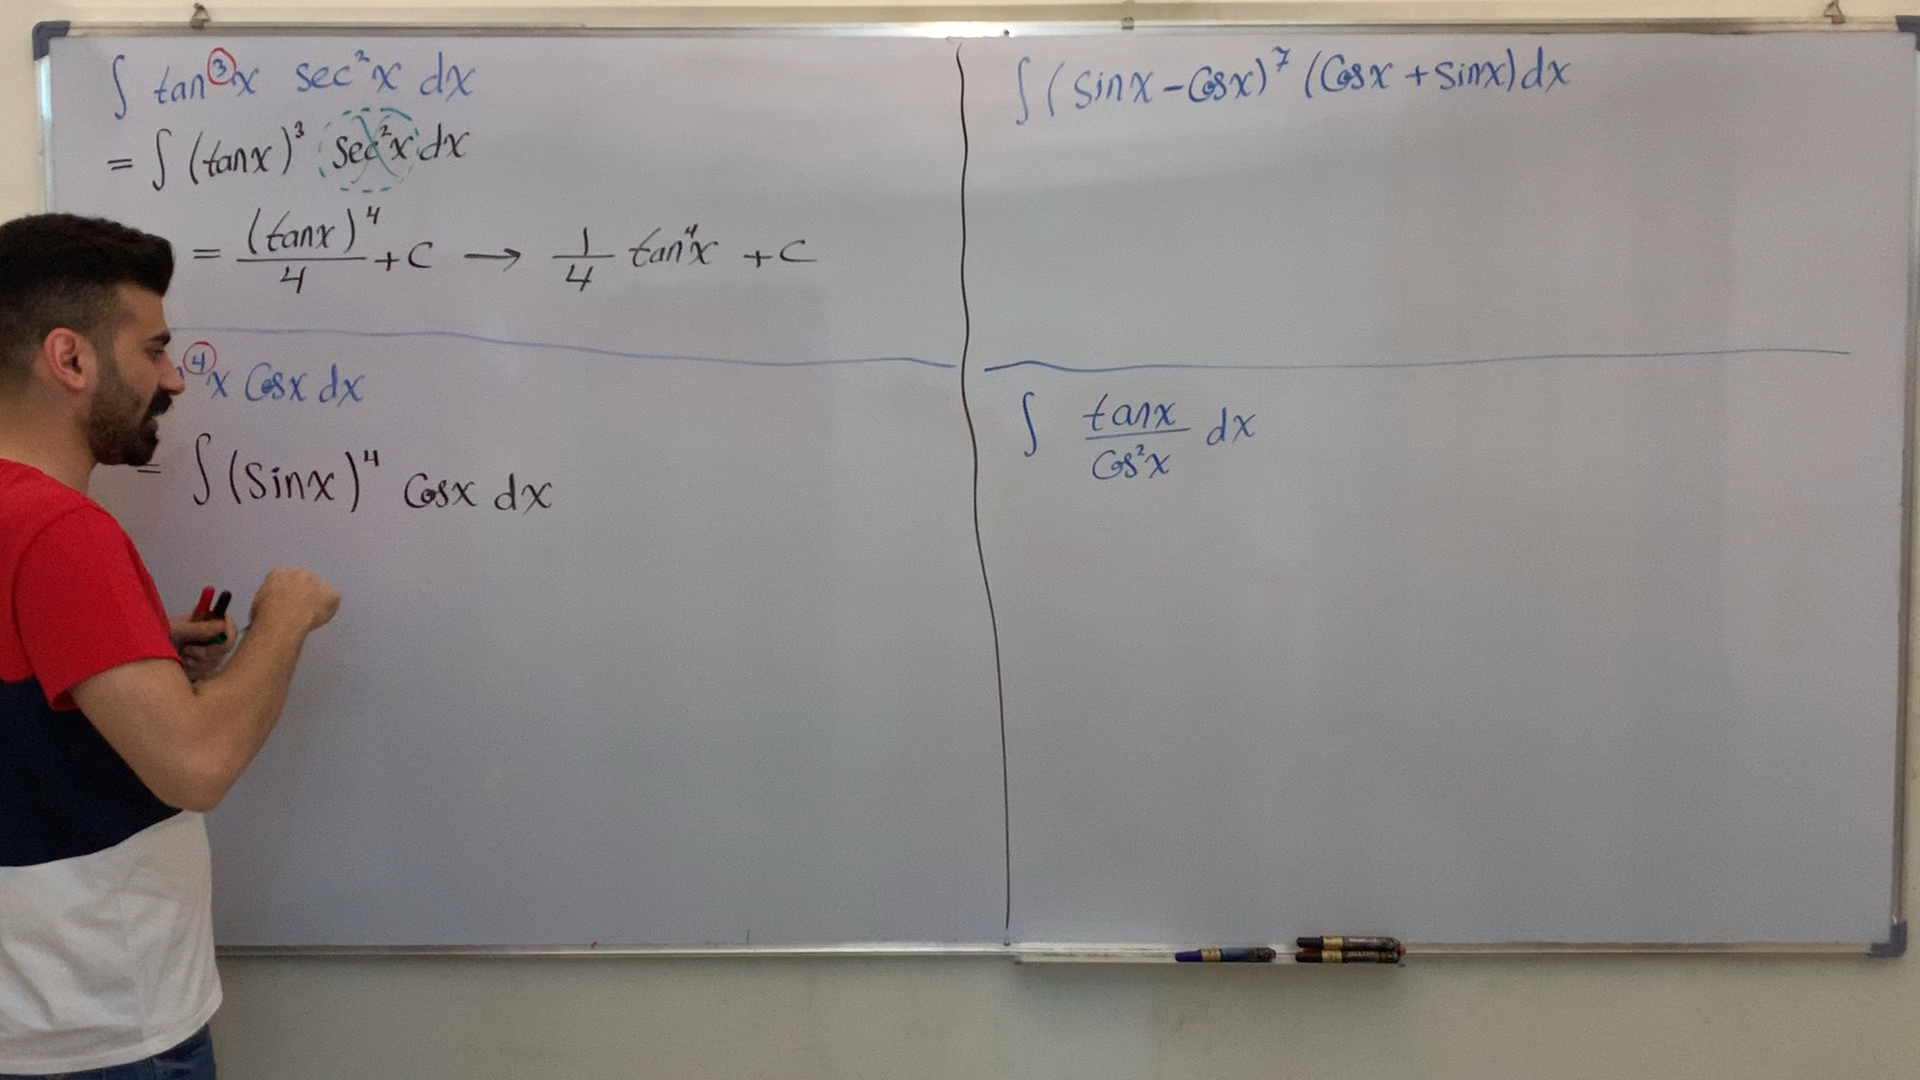 ∫ tan³x sec²x dx
= ∫ (tanx)³ sec²x dx
= (tanx)⁴/4 + C → 1/4 tan⁴x + C
⁴x Cosx dx
= ∫ (Sinx)⁴ Cosx dx
∫ (Sinx - Cosx)⁷ (Cosx + Sinx) dx
∫ tanx/Cos²x dx